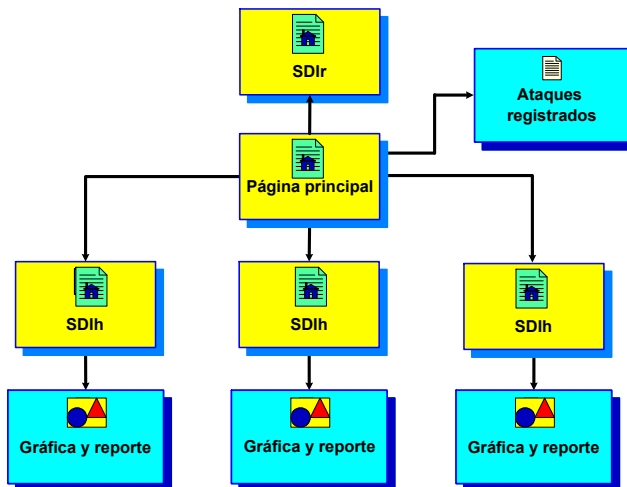 SDIr
Ataques
registrados
Página principal
SDIh
SDIh
SDIh
Gráfica y reporte
Gráfica y reporte
Gráfica y reporte